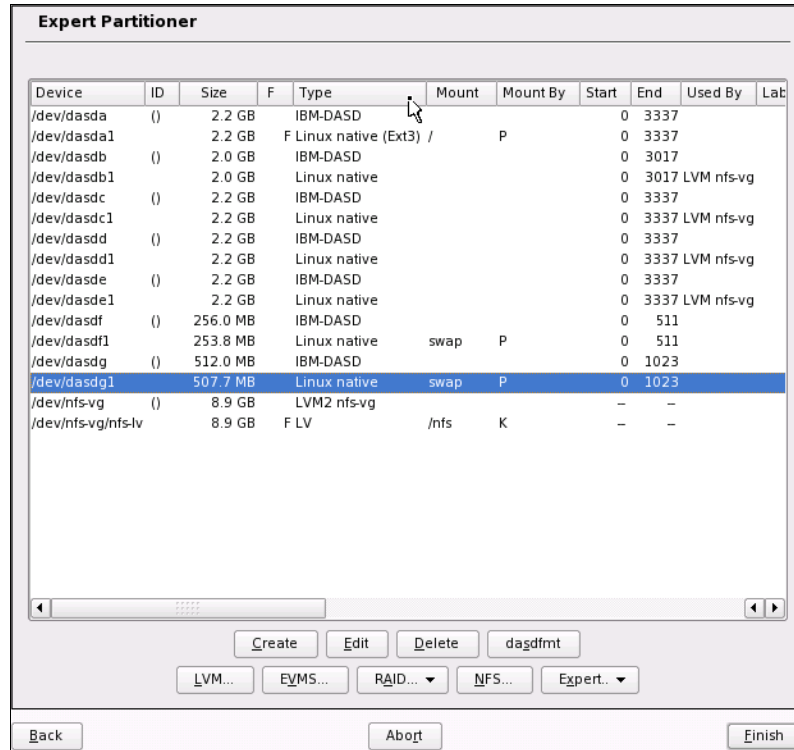 Expert Partitioner
Device ID Size F Type Mount Mount By Start End Used By Lab
/dev/dasda () 2.2 GB IBM-DASD 0 3337
/dev/dasda1 2.2 GB F Linux native (Ext3) / P 0 3337
/dev/dasdb () 2.0 GB IBM-DASD 0 3017
/dev/dasdb1 2.0 GB Linux native 0 3017 LVM nfs-vg
/dev/dasdc () 2.2 GB IBM-DASD 0 3337
/dev/dasdc1 2.2 GB Linux native 0 3337 LVM nfs-vg
/dev/dasdd () 2.2 GB IBM-DASD 0 3337
/dev/dasdd1 2.2 GB Linux native 0 3337 LVM nfs-vg
/dev/dasde () 2.2 GB IBM-DASD 0 3337
/dev/dasde1 2.2 GB Linux native 0 3337 LVM nfs-vg
/dev/dasdf () 256.0 MB IBM-DASD 0 511
/dev/dasdf1 253.8 MB Linux native swap P 0 511
/dev/dasdg () 512.0 MB IBM-DASD 0 1023
/dev/dasdg1 507.7 MB Linux native swap P 0 1023
/dev/nfs-vg () 8.9 GB LVM2 nfs-vg -- --
/dev/nfs-vg/nfs-lv 8.9 GB F LV /nfs K -- --
Create Edit Delete dasdfmt
LVM... EVMS... RAID... NFS... Expert..
Back Abort Finish